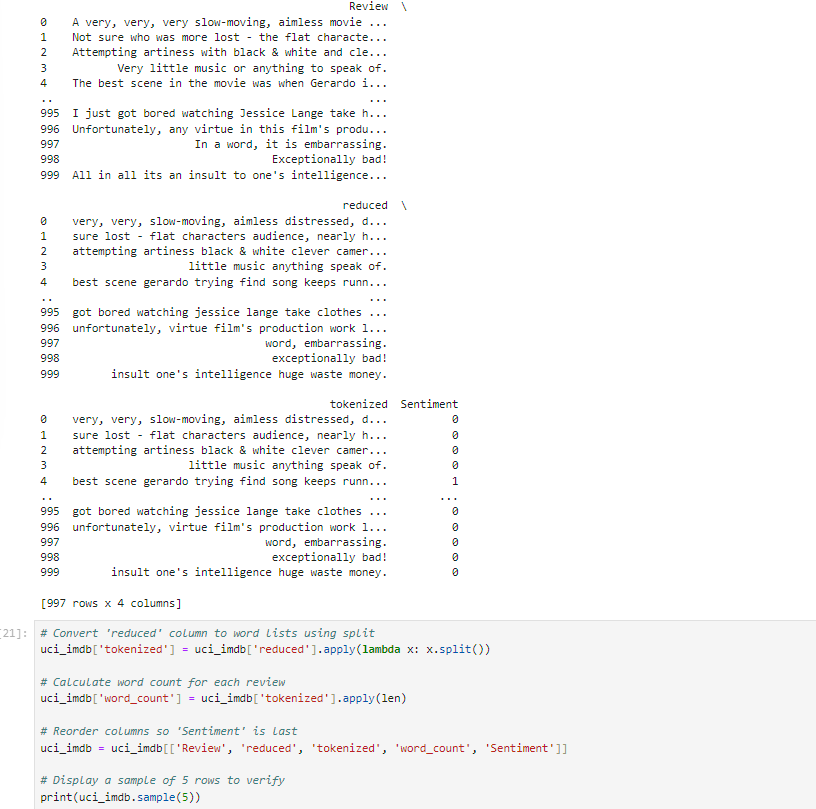 Review  \
0    A very, very, very slow-moving, aimless movie ...
1    Not sure who was more lost - the flat characte...
2    Attempting artiness with black & white and cle...
3    Very little music or anything to speak of.
4    The best scene in the movie was when Gerardo i...
..    ...
995  I just got bored watching Jessice Lange take h...
996  Unfortunately, any virtue in this film's produ...
997  In a word, it is embarrassing.
998  Exceptionally bad!
999  All in all its an insult to one's intelligence...
reduced  \
0    very, very, slow-moving, aimless distressed, d...
1    sure lost - flat characters audience, nearly h...
2    attempting artiness black & white clever camer...
3    little music anything speak of.
4    best scene gerardo trying find song keeps runn...
..    ...
995  got bored watching jessice lange take clothes ...
996  unfortunately, virtue film's production work l...
997  word, embarrassing.
998  exceptionally bad!
999  insult one's intelligence huge waste money.
tokenized  Sentiment
0    very, very, slow-moving, aimless distressed, d...  0
1    sure lost - flat characters audience, nearly h...  0
2    attempting artiness black & white clever camer...  0
3    little music anything speak of.  0
4    best scene gerardo trying find song keeps runn...  1
..    ...  ...
995  got bored watching jessice lange take clothes ...  0
996  unfortunately, virtue film's production work l...  0
997  word, embarrassing.  0
998  exceptionally bad!  0
999  insult one's intelligence huge waste money.  0
[997 rows x 4 columns]
[21]: # Convert 'reduced' column to word lists using split
uci_imdb['tokenized'] = uci_imdb['reduced'].apply(lambda x: x.split())
# Calculate word count for each review
uci_imdb['word_count'] = uci_imdb['tokenized'].apply(len)
# Reorder columns so 'Sentiment' is last
uci_imdb = uci_imdb[['Review', 'reduced', 'tokenized', 'word_count', 'Sentiment']]
# Display a sample of 5 rows to verify
print(uci_imdb.sample(5))